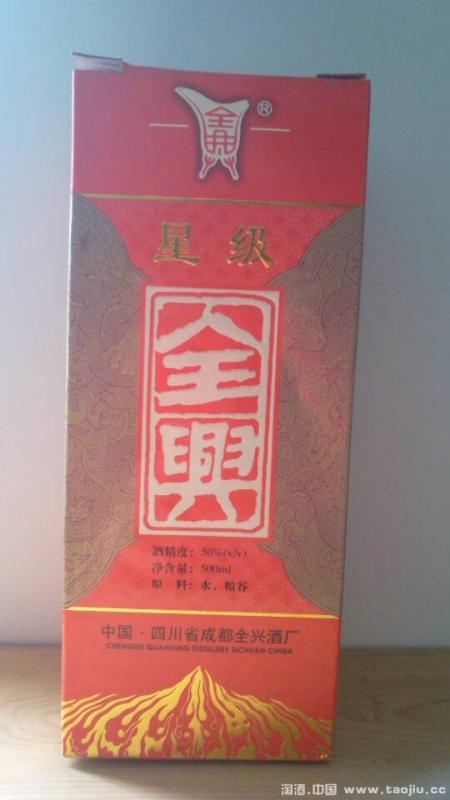 全興
®
星级
全興
酒精度：50%(v/v)
净含量：500ml
原　料：水、粮谷
中国·四川省成都全兴酒厂
CHENGDU QUANXING DISTILLERY SICHUAN CHINA
淘酒.中国 www.taojiu.cc